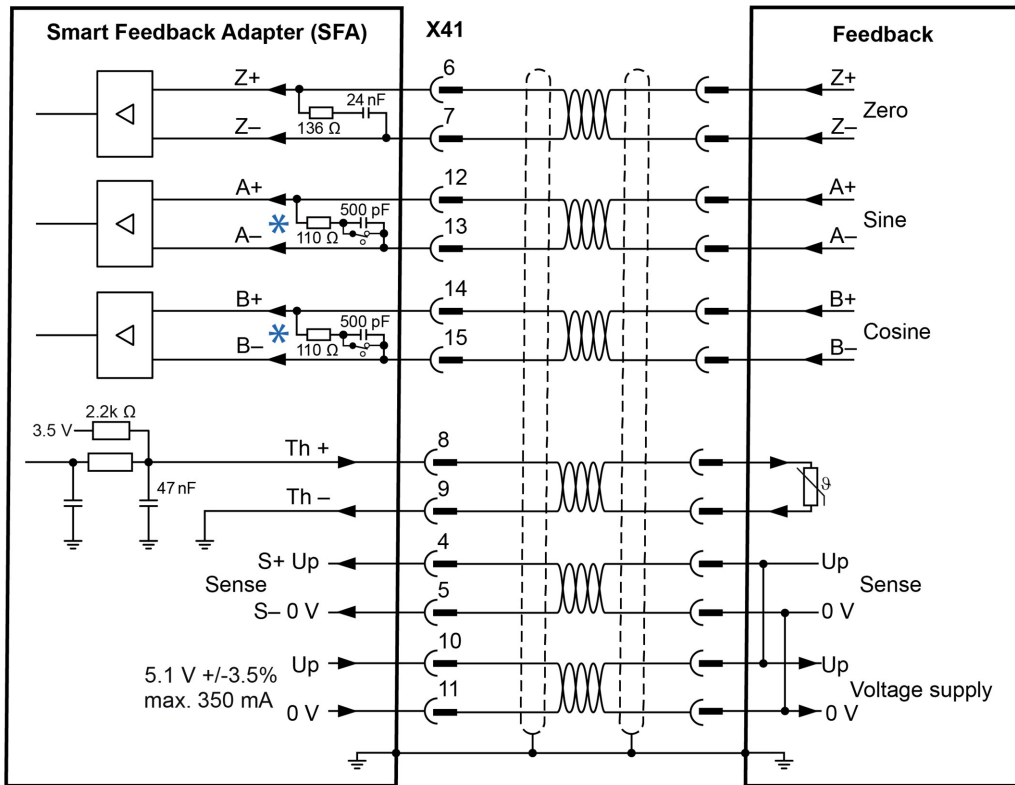 Smart Feedback Adapter (SFA)
X41
Feedback
Z+
6
Z+
24 nF
Zero
136 Ω
Z–
7
Z–
A+
12
A+
500 pF
Sine
*
110 Ω
A–
13
A–
B+
14
B+
500 pF
Cosine
*
110 Ω
B–
15
B–
2.2k Ω
3.5 V
Th +
8
47 nF
ϑ
Th –
9
S+ Up
4
Up
Sense
Sense
S– 0 V
5
0 V
Up
10
Up
5.1 V +/-3.5%
max. 350 mA
Voltage supply
0 V
11
0 V